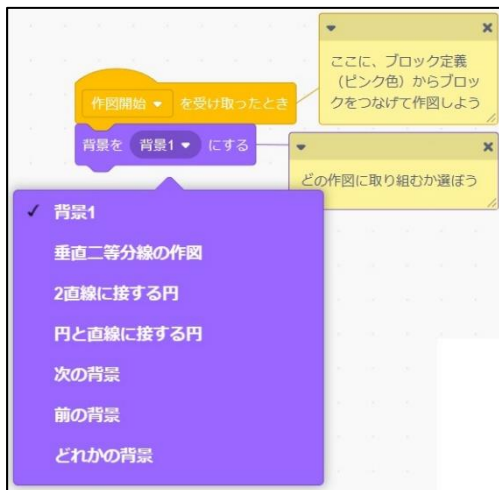 ここに、ブロック定義
（ピンク色）からブロッ
クをつなげて作図しよう
作図開始 を受け取ったとき
背景を 背景1 にする
どの作図に取り組むか選ぼう
背景1
垂直二等分線の作図
2直線に接する円
円と直線に接する円
次の背景
前の背景
どれかの背景